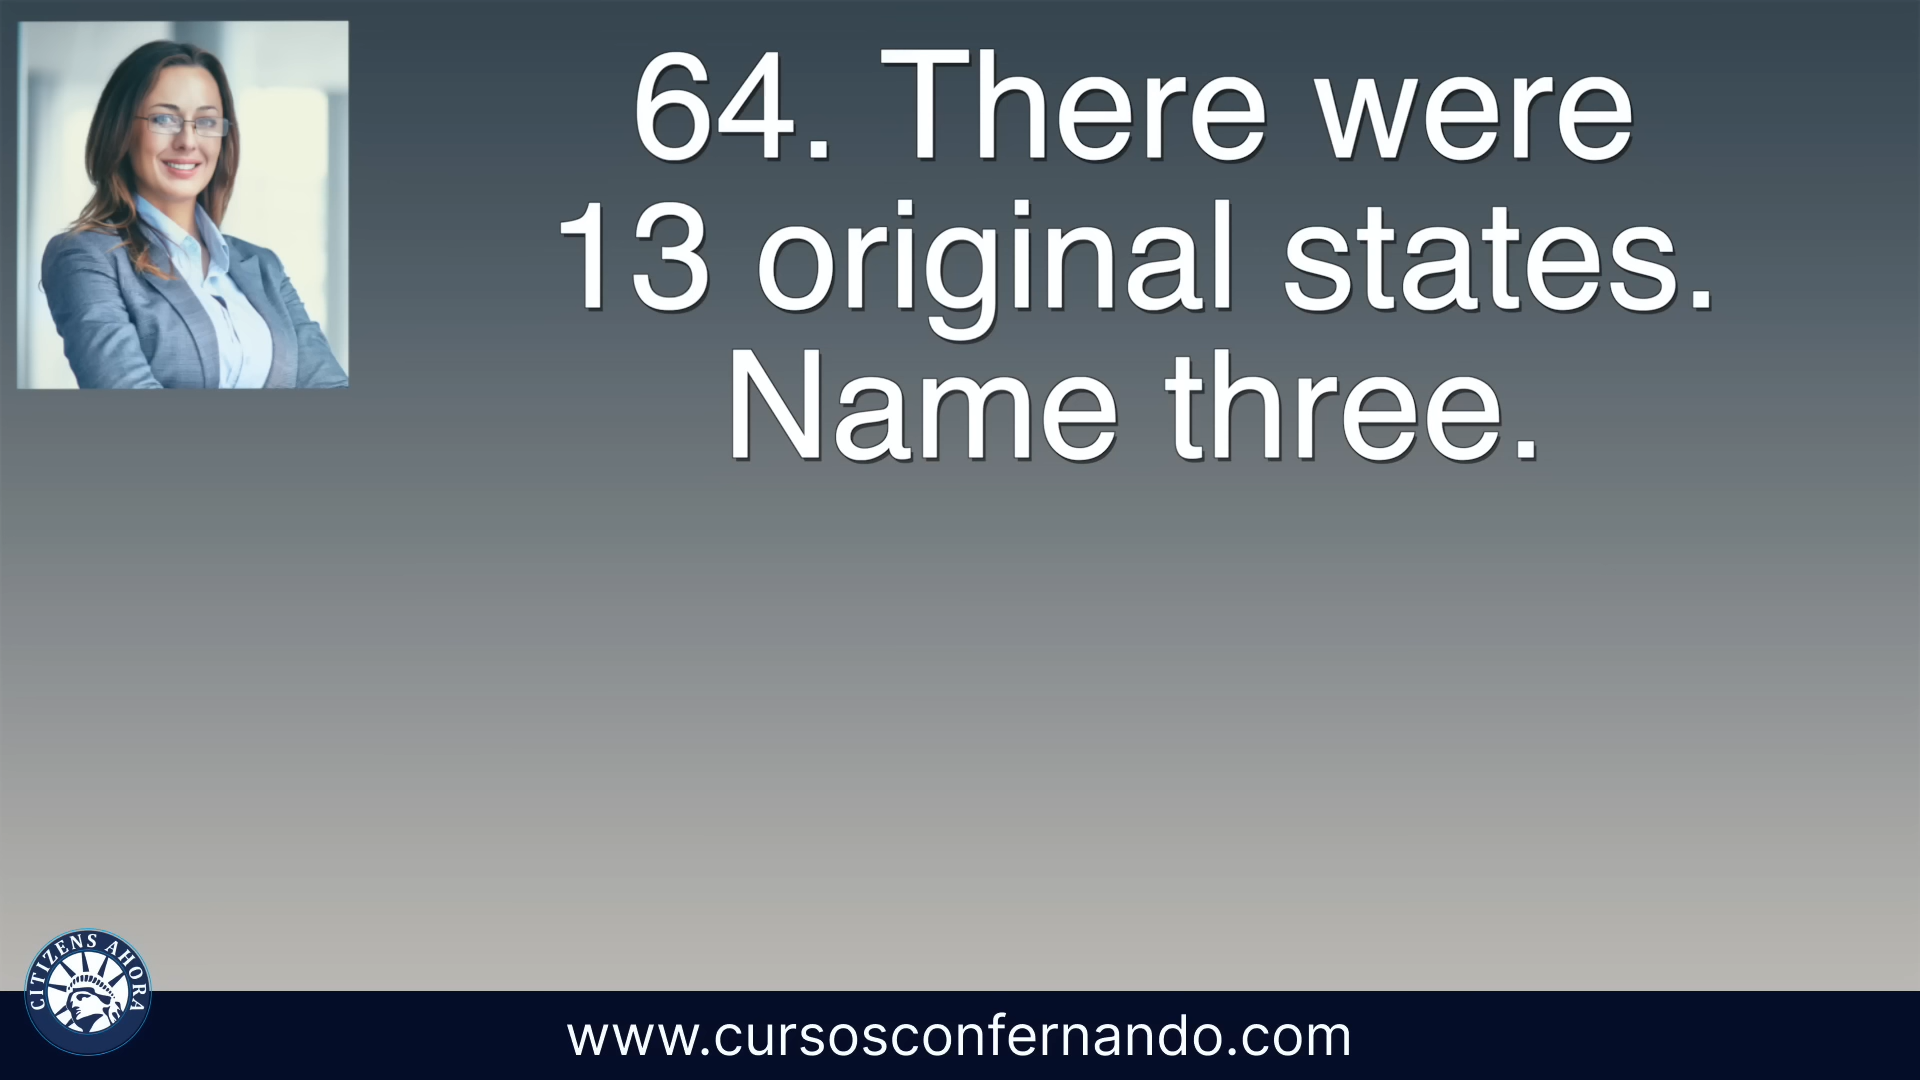 64. There were
13 original states.
Name three.
CITIZENS AHORA
www.cursosconfernando.com